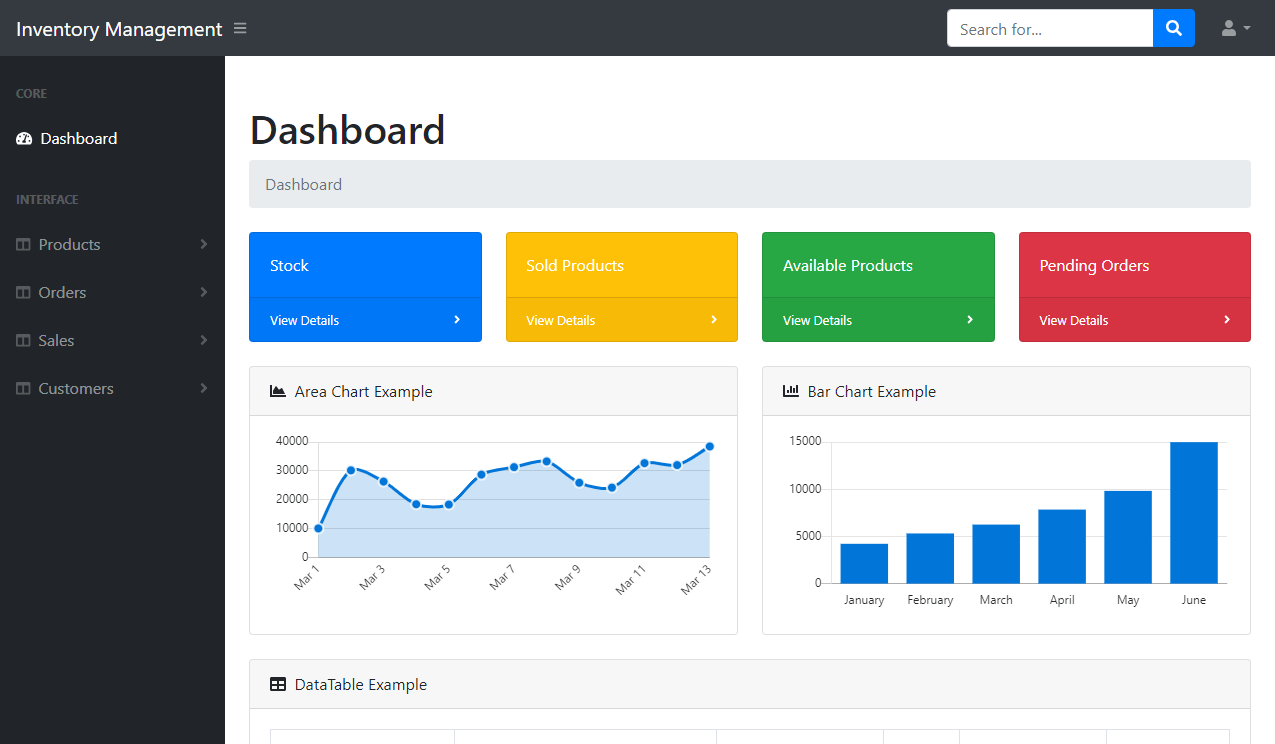 Inventory Management
Search for...
CORE
Dashboard
INTERFACE
Products
Orders
Sales
Customers
Dashboard
Dashboard
Stock
View Details
Sold Products
View Details
Available Products
View Details
Pending Orders
View Details
Area Chart Example
40000
30000
20000
10000
0
Mar 1
Mar 3
Mar 5
Mar 7
Mar 9
Mar 11
Mar 13
Bar Chart Example
15000
10000
5000
0
January
February
March
April
May
June
DataTable Example